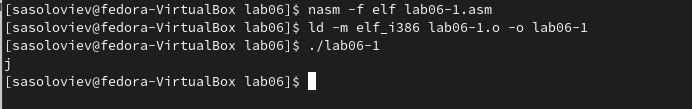 [sasoloviev@fedora-VirtualBox lab06]$ nasm -f elf lab06-1.asm
[sasoloviev@fedora-VirtualBox lab06]$ ld -m elf_i386 lab06-1.o -o lab06-1
[sasoloviev@fedora-VirtualBox lab06]$ ./lab06-1
j
[sasoloviev@fedora-VirtualBox lab06]$